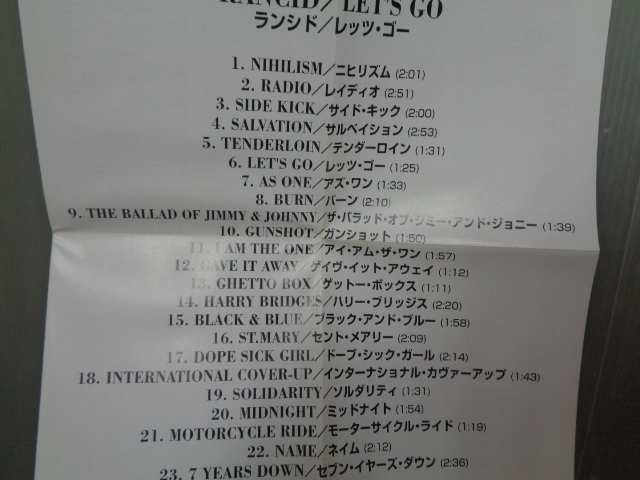 RANCID/LET'S GO
ランシド/レッツ・ゴー
1. NIHILISM/ニヒリズム (2:01)
2. RADIO/レイディオ (2:51)
3. SIDE KICK/サイド・キック (2:00)
4. SALVATION/サルベイション (2:53)
5. TENDERLOIN/テンダーロイン (1:31)
6. LET'S GO/レッツ・ゴー (1:25)
7. AS ONE/アズ・ワン (1:33)
8. BURN/バーン (2:10)
9. THE BALLAD OF JIMMY & JOHNNY/ザ・バラッド・オブ・ジミー・アンド・ジョニー (1:39)
10. GUNSHOT/ガンショット (1:50)
11. I AM THE ONE/アイ・アム・ザ・ワン (1:57)
12. GAVE IT AWAY/ゲイヴ・イット・アウェイ (1:12)
13. GHETTO BOX/ゲットー・ボックス (1:11)
14. HARRY BRIDGES/ハリー・ブリッジス (2:20)
15. BLACK & BLUE/ブラック・アンド・ブルー (1:58)
16. ST.MARY/セント・メアリー (2:09)
17. DOPE SICK GIRL/ドープ・シック・ガール (2:14)
18. INTERNATIONAL COVER-UP/インターナショナル・カヴァーアップ (1:43)
19. SOLIDARITY/ソルダリティ (1:31)
20. MIDNIGHT/ミッドナイト (1:54)
21. MOTORCYCLE RIDE/モーターサイクル・ライド (1:19)
22. NAME/ネイム (2:12)
23. 7 YEARS DOWN/セブン・イヤーズ・ダウン (2:36)